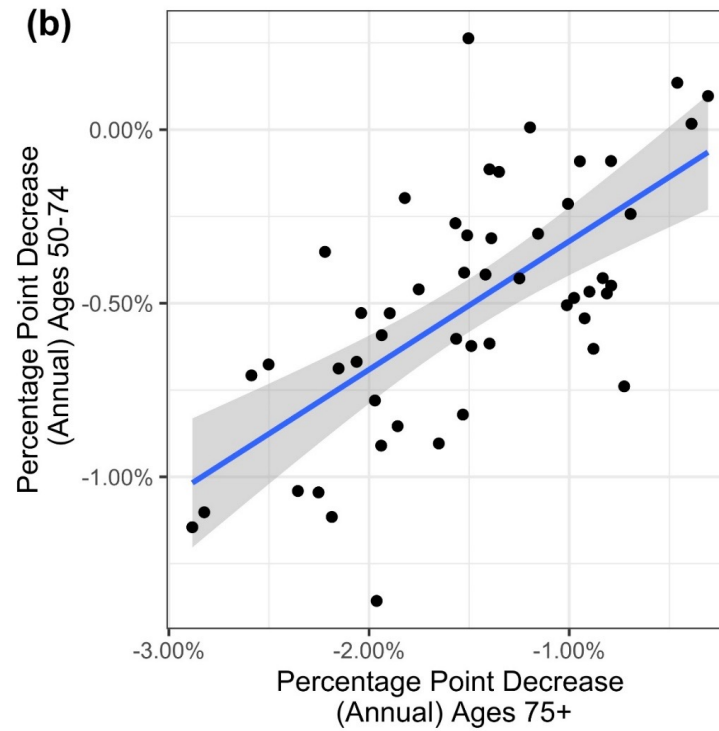 (b)
Percentage Point Decrease
(Annual) Ages 50-74
0.00%
-0.50%
-1.00%
-3.00%
-2.00%
-1.00%
Percentage Point Decrease
(Annual) Ages 75+